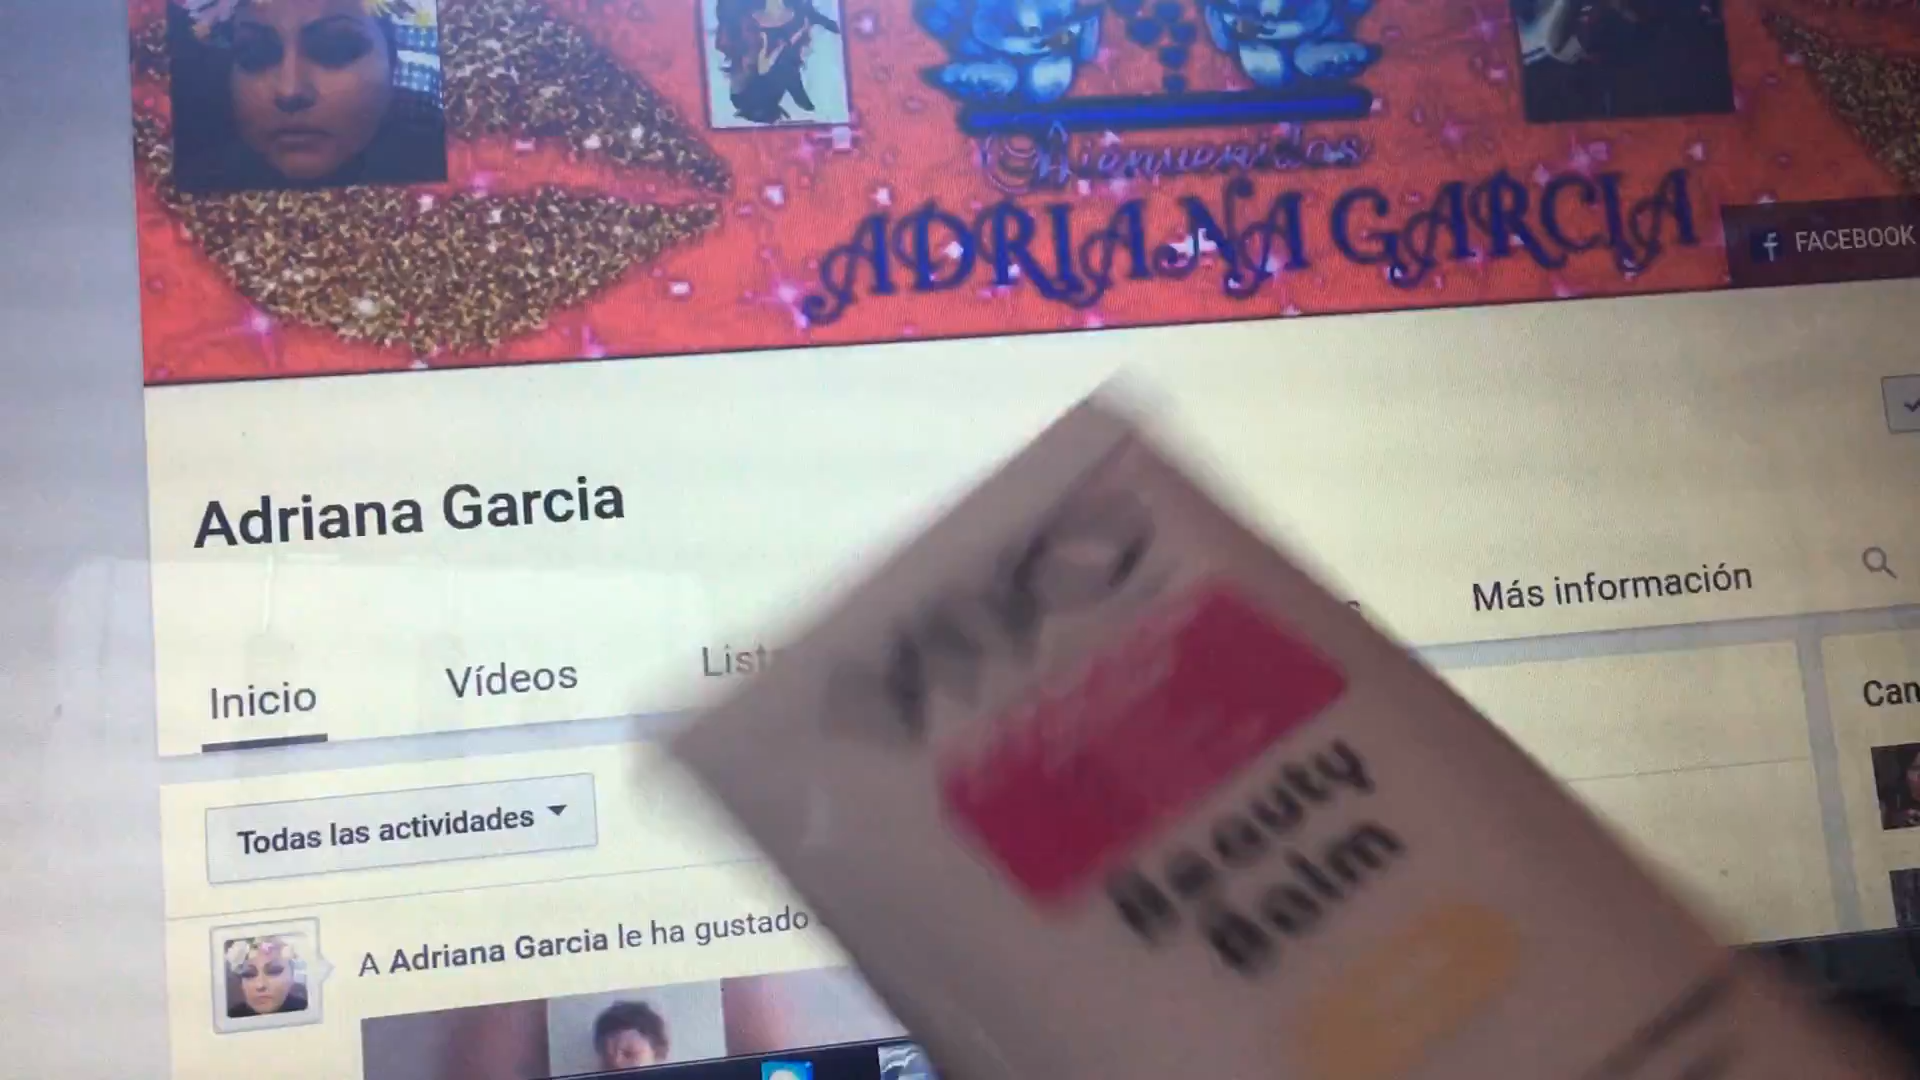 Bienvenidos
ADRIANA GARCIA
FACEBOOK
Adriana Garcia
Más información
Inicio
Vídeos
Todas las actividades
A Adriana Garcia le ha gustado
Beauty
Balm